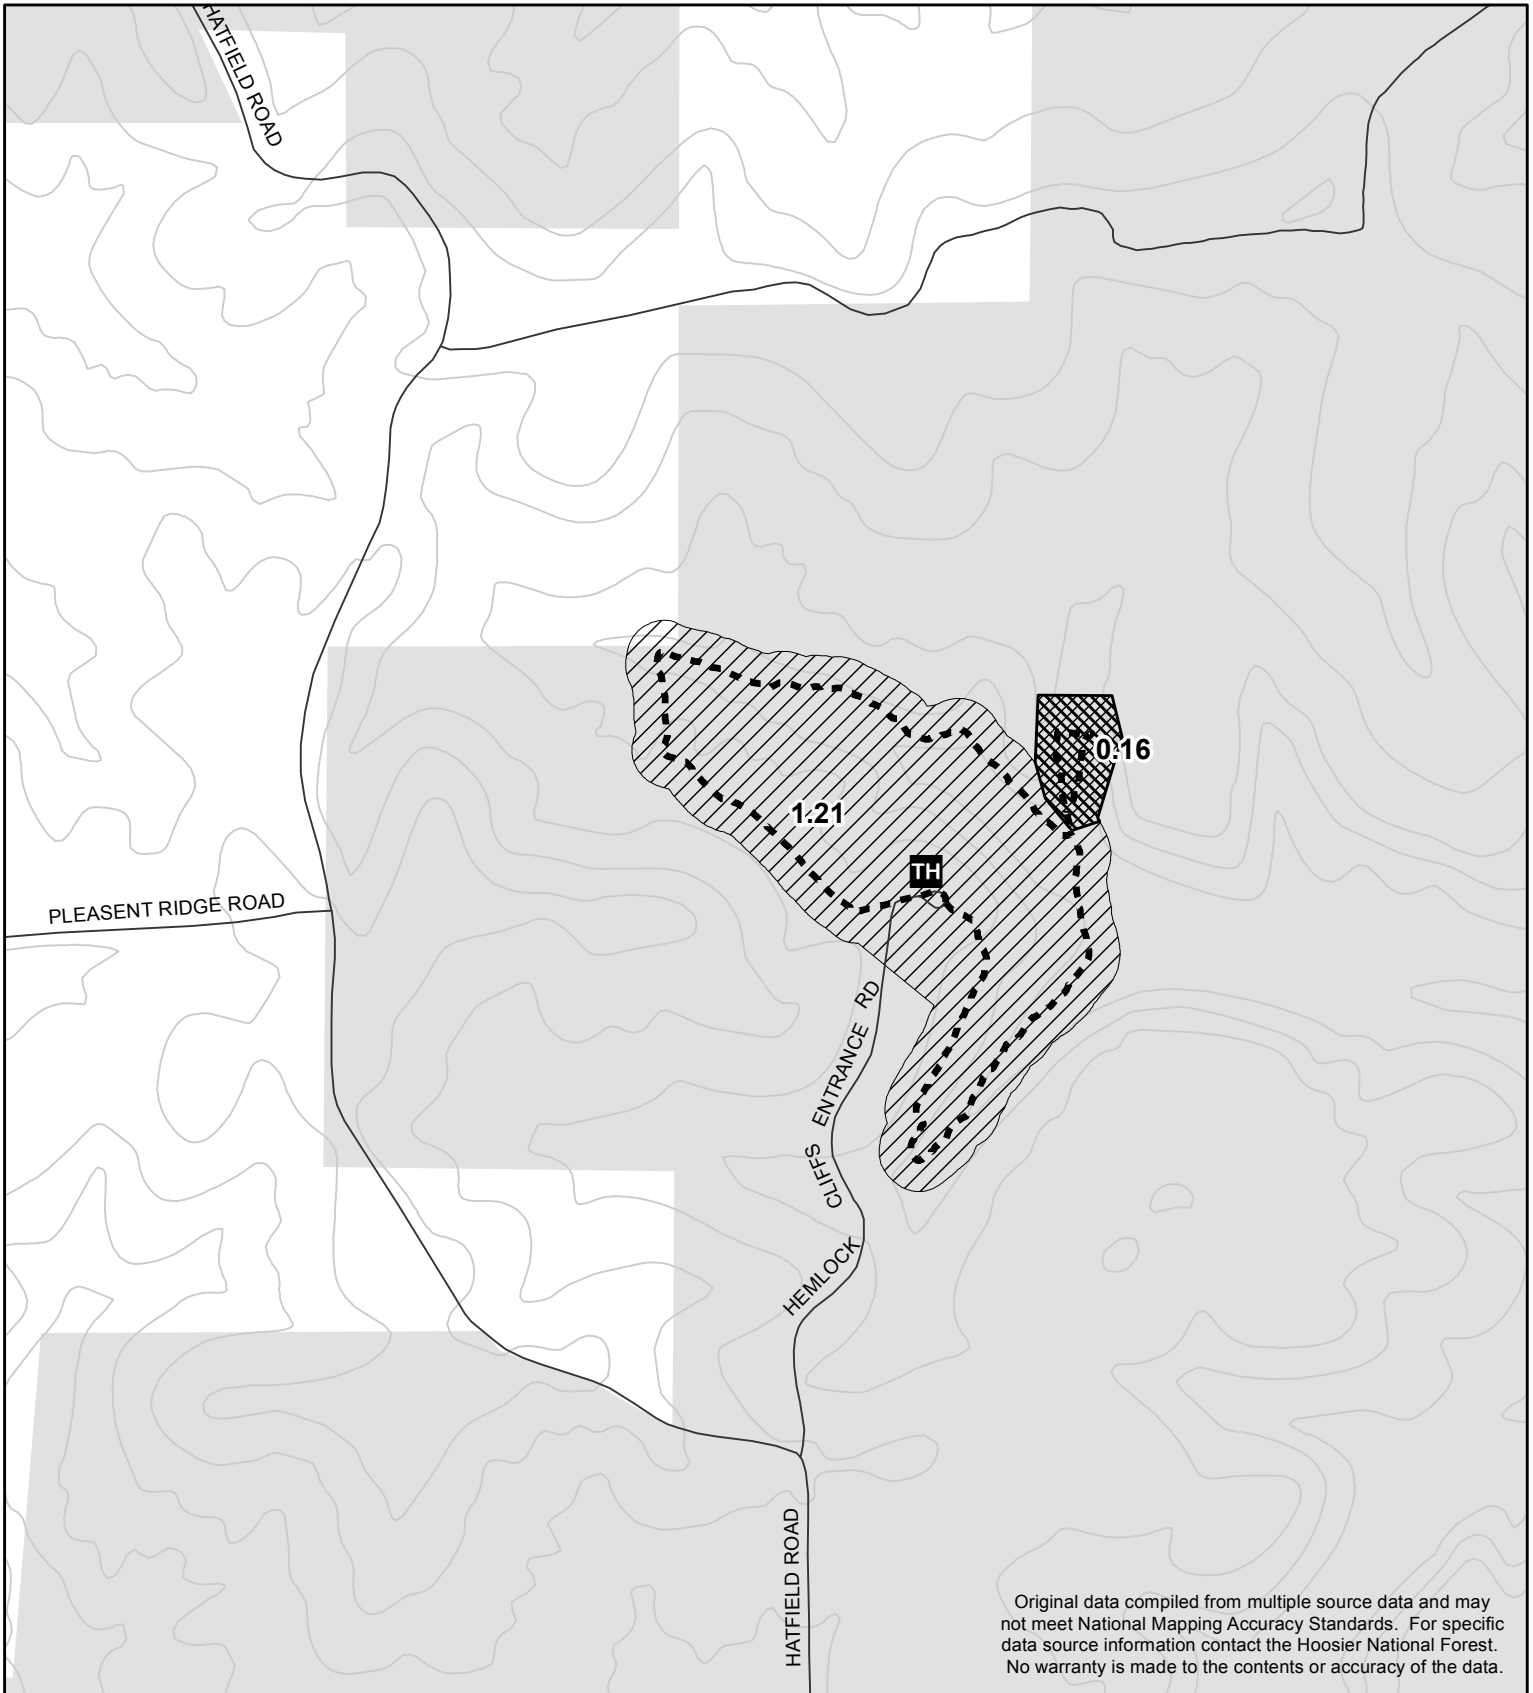 HATFIELD ROAD
0.16
1.21
TH
PLEASENT RIDGE ROAD
HEMLOCK CLIFFS ENTRANCE RD
HATFIELD ROAD
Original data compiled from multiple source data and may
not meet National Mapping Accuracy Standards. For specific
data source information contact the Hoosier National Forest.
No warranty is made to the contents or accuracy of the data.